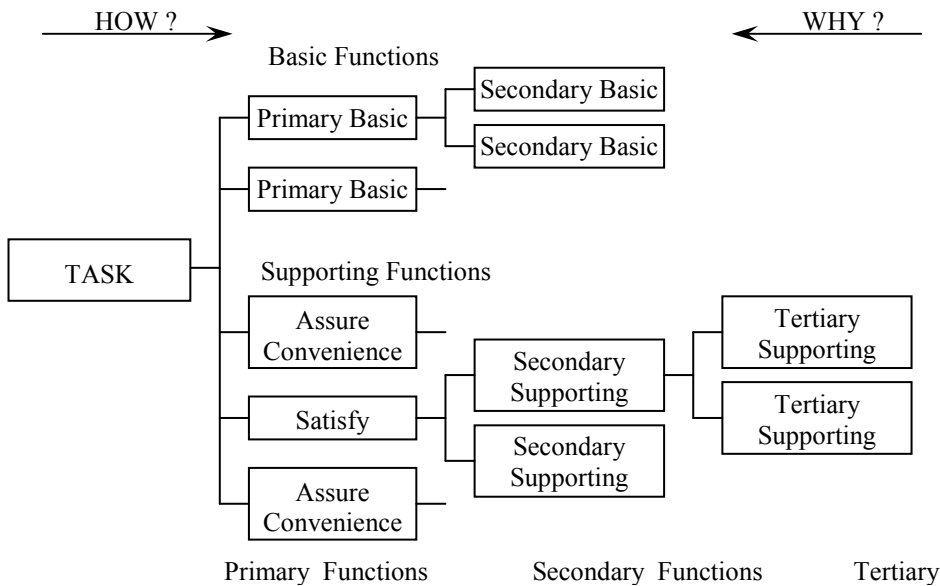 HOW ?
WHY ?
Basic Functions
Primary Basic
Secondary Basic
Secondary Basic
Primary Basic
TASK
Supporting Functions
Assure
Convenience
Satisfy
Assure
Convenience
Secondary
Supporting
Secondary
Supporting
Tertiary
Supporting
Tertiary
Supporting
Primary Functions
Secondary Functions
Tertiary